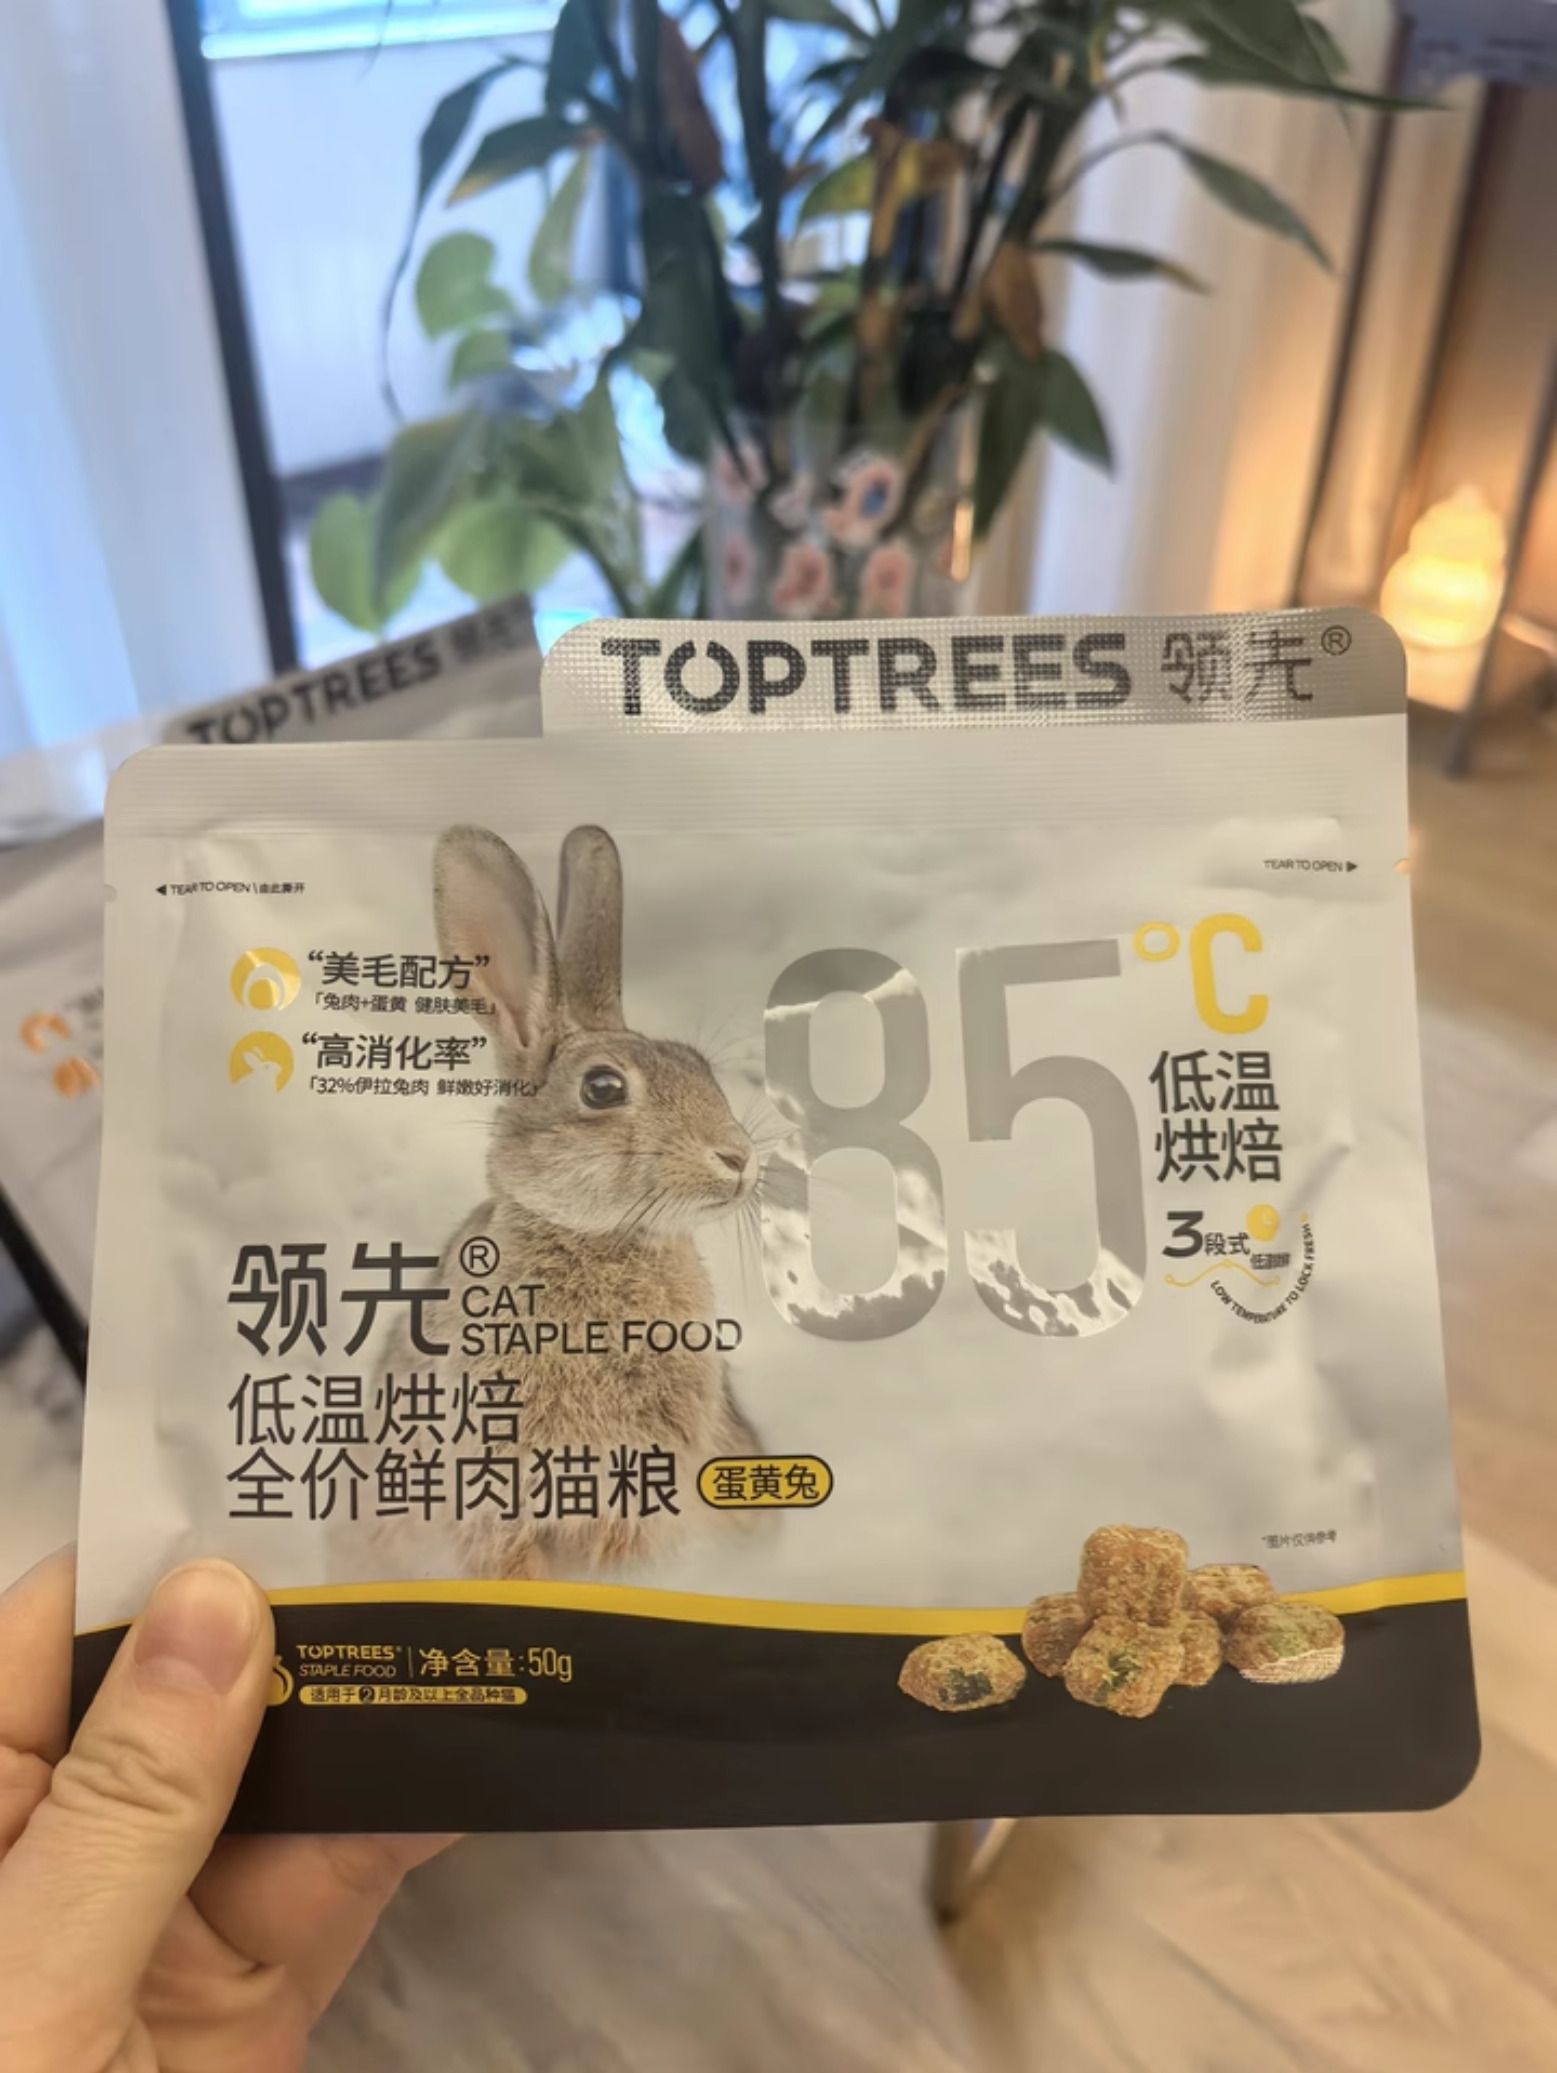 TOPTREES
TOPTREES 领先®
TEAR TO OPEN \ 由此撕开
TEAR TO OPEN
“美毛配方”
「兔肉+蛋黄 健肤美毛」
“高消化率”
「32%伊拉兔肉 鲜嫩好消化」
85°C
低温
烘焙
3段式
LOW TEMPERATURE TO LOCK FRESH
领先®
CAT
STAPLE FOOD
低温烘焙
全价鲜肉猫粮 蛋黄兔
*图片仅供参考
TOPTREES®
STAPLE FOOD
净含量:50g
适用于2月龄及以上全品种猫